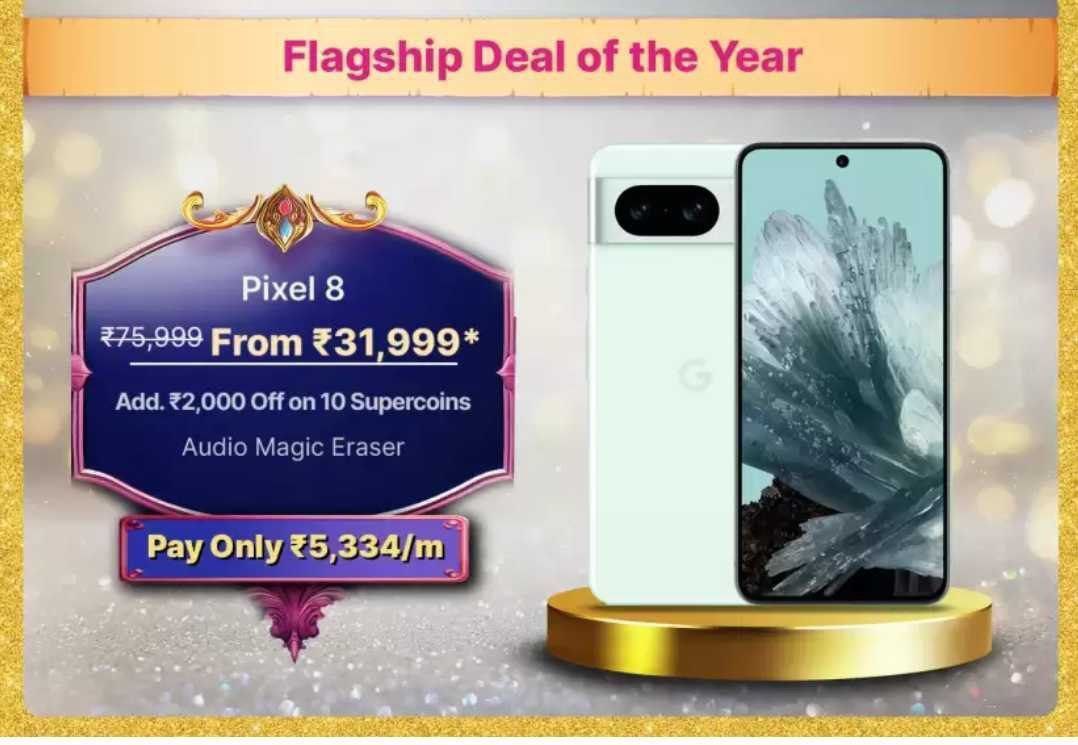 Flagship Deal of the Year
Pixel 8
₹75,999 From ₹31,999*
Add. ₹2,000 Off on 10 Supercoins
Audio Magic Eraser
Pay Only ₹5,334/m
G